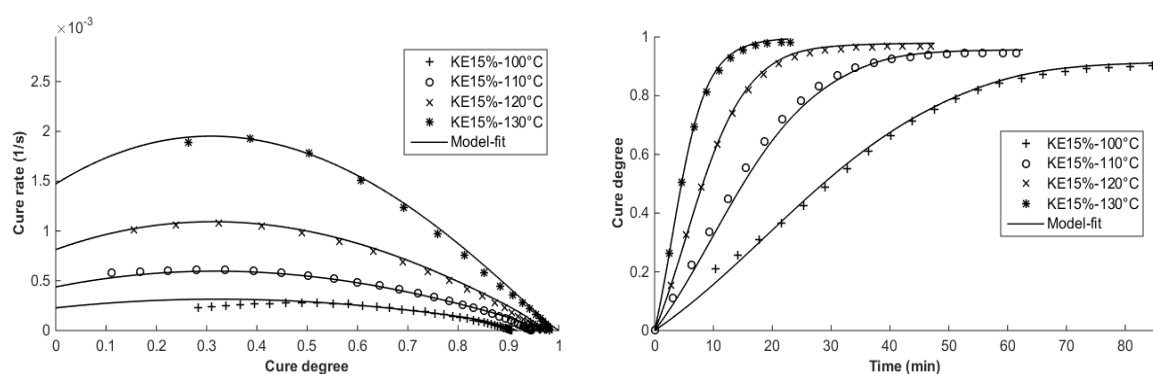 ×10⁻³
2.5
2
1.5
1
0.5
0
Cure rate (1/s)
0 0.1 0.2 0.3 0.4 0.5 0.6 0.7 0.8 0.9 1
Cure degree
KE15%-100°C
KE15%-110°C
KE15%-120°C
KE15%-130°C
Model-fit
1
0.8
0.6
0.4
0.2
0
Cure degree
0 10 20 30 40 50 60 70 80
Time (min)
KE15%-100°C
KE15%-110°C
KE15%-120°C
KE15%-130°C
Model-fit